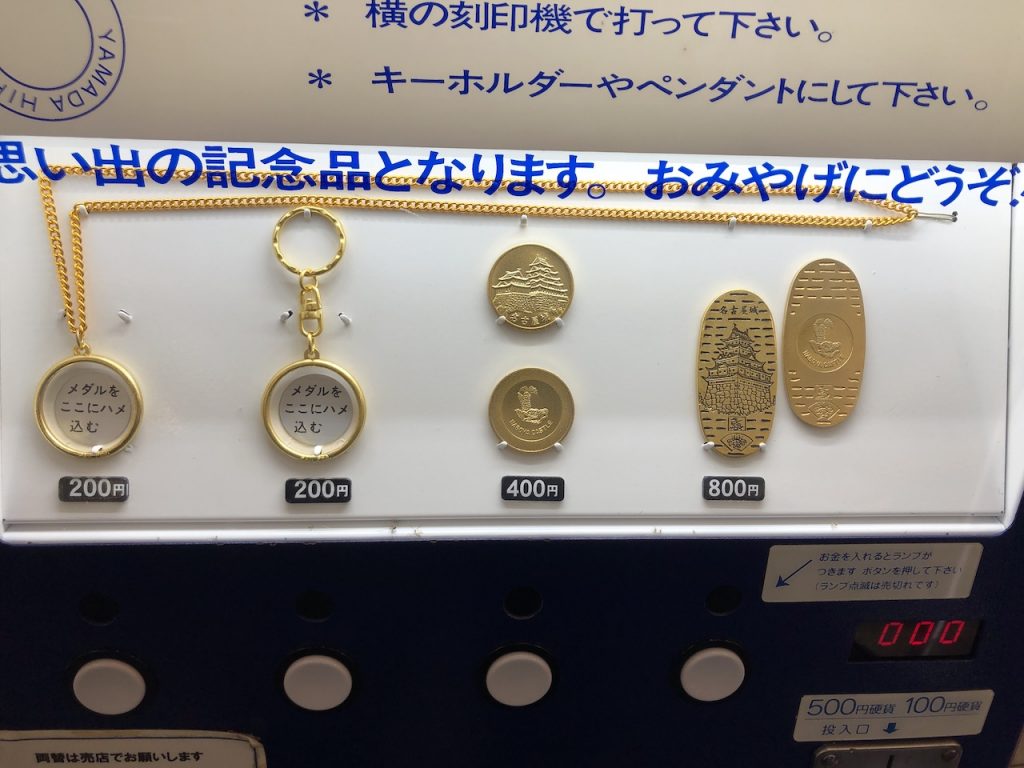 * 横の刻印機で打って下さい。
YAMADA
* キーホルダーやペンダントにして下さい。
思い出の記念品となります。おみやげにどうぞ!
メダルを
ここにハメ
込む
メダルを
ここにハメ
込む
名古屋城
NAGOYA CASTLE
名古屋城
NAGOYA CASTLE
200円
200円
400円
800円
お金を入れるとランプが
つきます ボタンを押して下さい
(ランプ点滅は売切れです)
000
500円硬貨 100円硬貨
投入口
両替は売店でお願いします